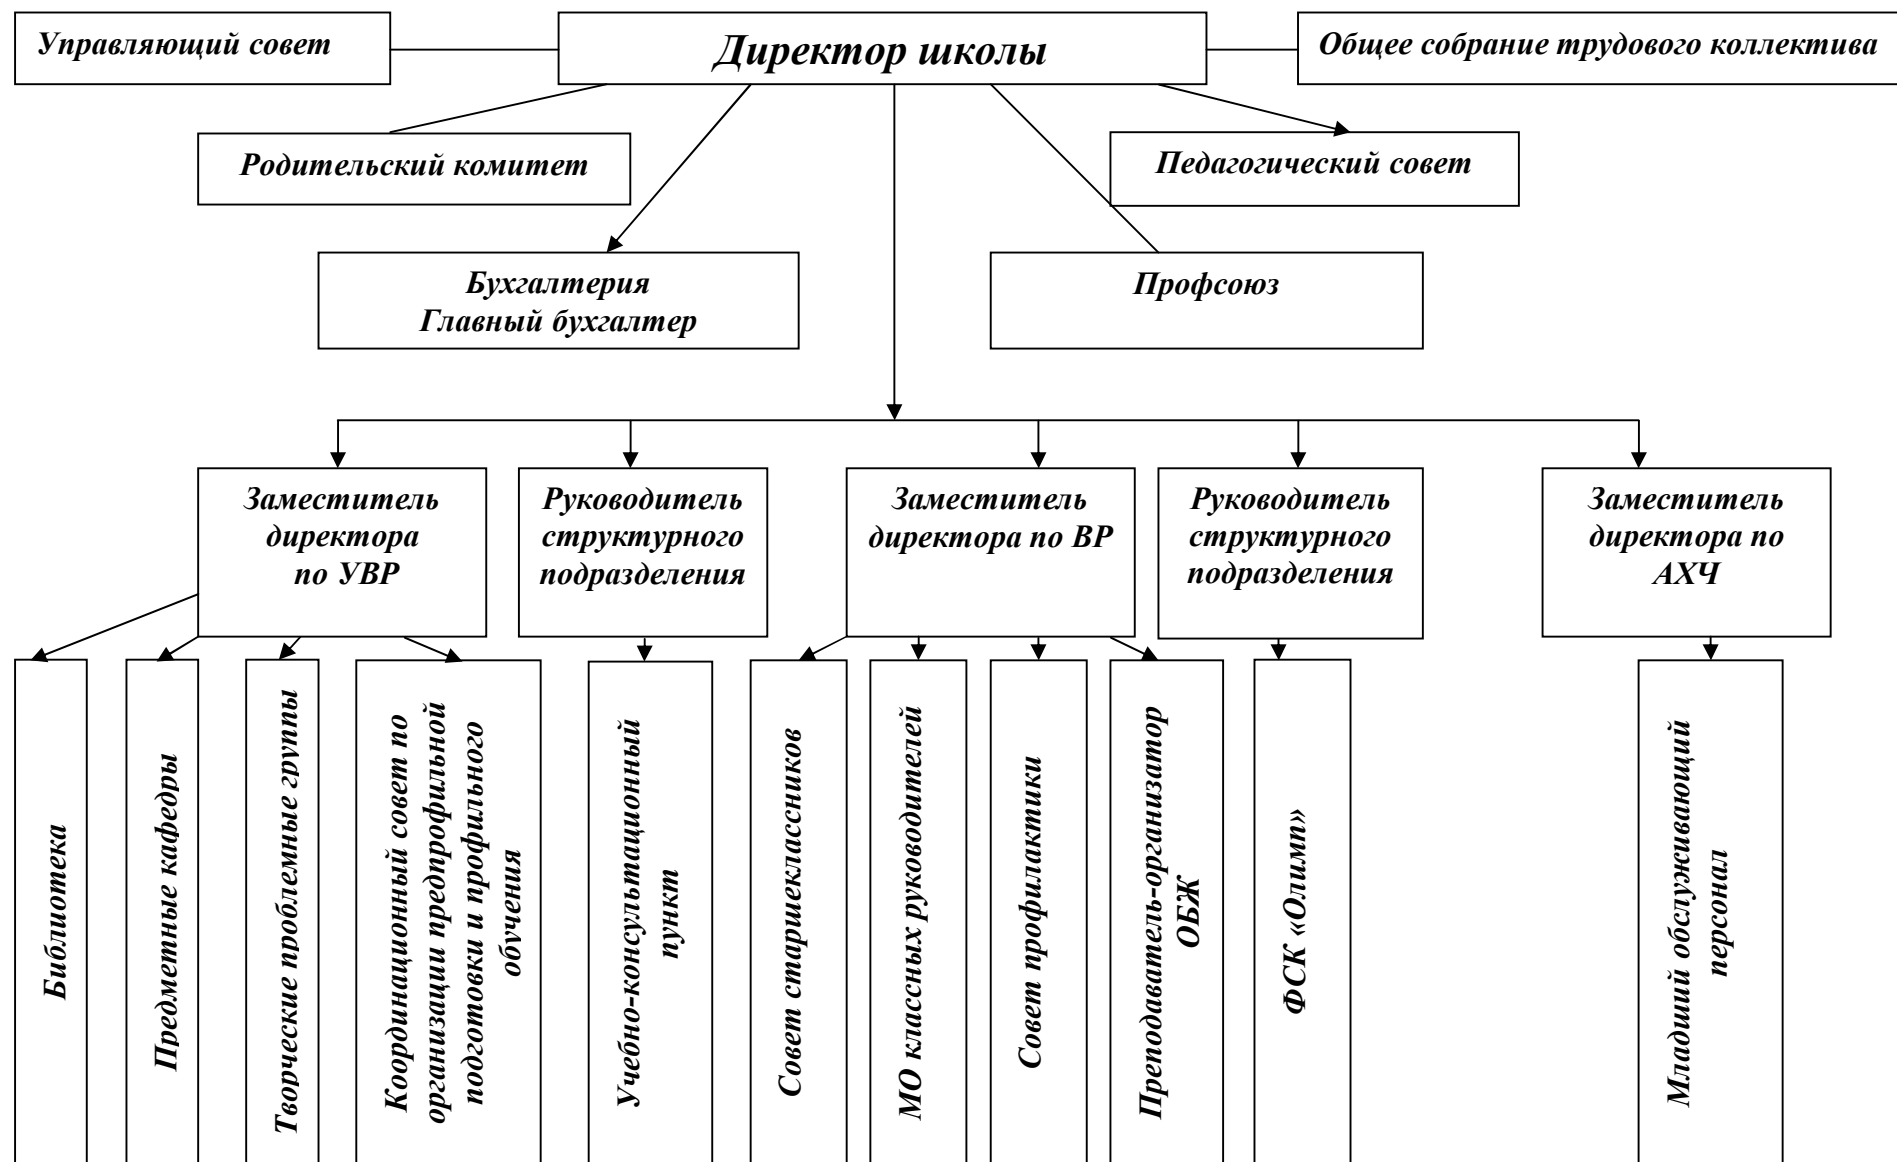 Управляющий совет
Директор школы
Общее собрание трудового коллектива
Родительский комитет
Педагогический совет
Бухгалтерия
Главный бухгалтер
Профсоюз
Заместитель
директора
по УВР
Руководитель
структурного
подразделения
Заместитель
директора по ВР
Руководитель
структурного
подразделения
Заместитель
директора по
АХЧ
Библиотека
Предметные кафедры
Творческие проблемные группы
Координационный совет по
организации предпрофильной
подготовки и профильного
обучения
Учебно-консультационный
пункт
Совет старшеклассников
МО классных руководителей
Совет профилактики
Преподаватель-организатор
ОБЖ
ФСК «Олимп»
Младший обслуживающий
персонал